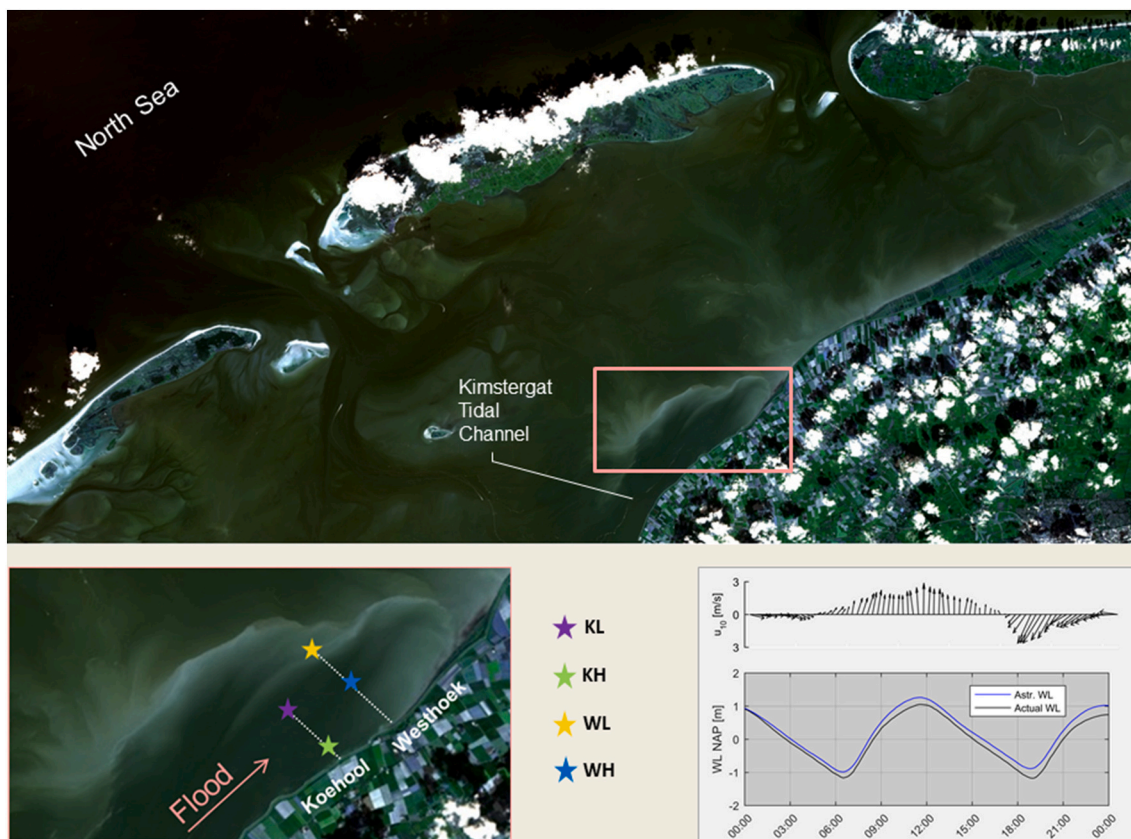 North Sea
Kimstergat
Tidal
Channel
KL
KH
WL
WH
Westhoek
Koehool
Flood
3
0
3
u10 [m/s]
2
1
0
-1
-2
WL NAP [m]
Astr. WL
Actual WL
00:00
03:00
06:00
09:00
12:00
15:00
18:00
21:00
00:00